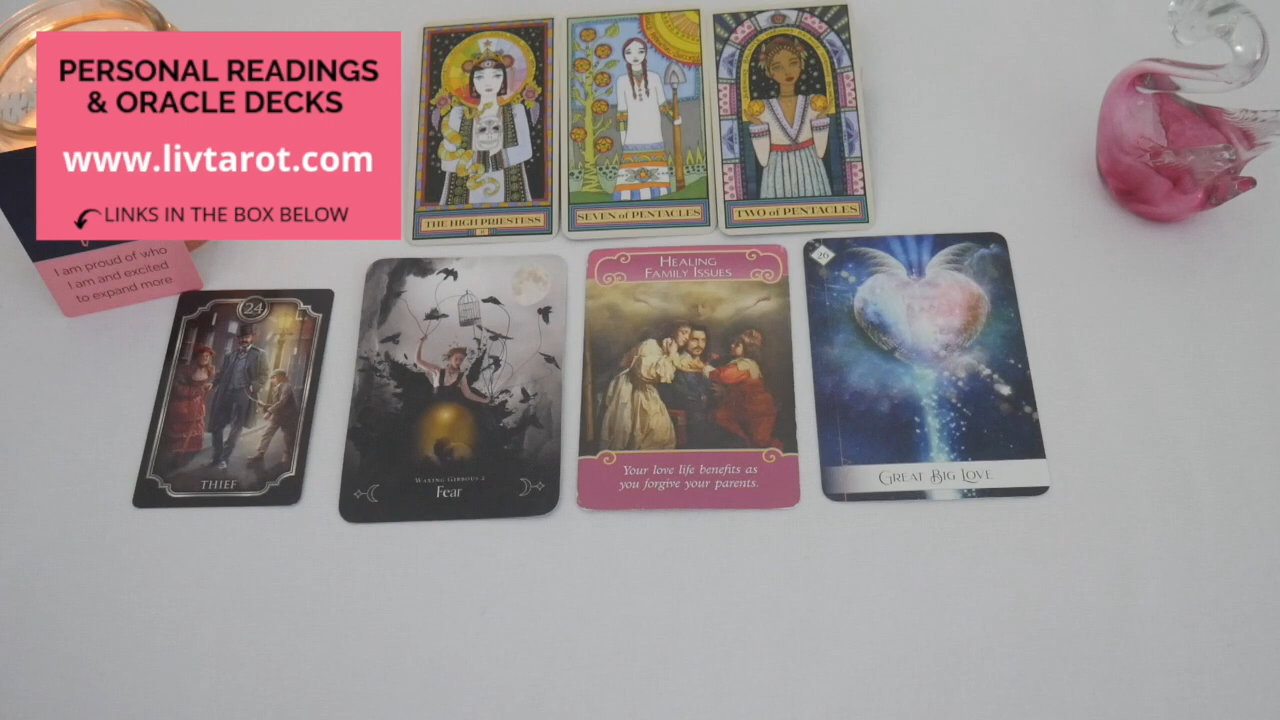 PERSONAL READINGS
& ORACLE DECKS
www.livtarot.com
LINKS IN THE BOX BELOW
I am proud of who
I am and excited
to expand more
THE HIGH PRIESTESS
SEVEN of PENTACLES
TWO of PENTACLES
24
THIEF
WAXING GIBBOUS
Fear
HEALING
FAMILY ISSUES
Your love life benefits as
you forgive your parents.
26
GREAT BIG LOVE